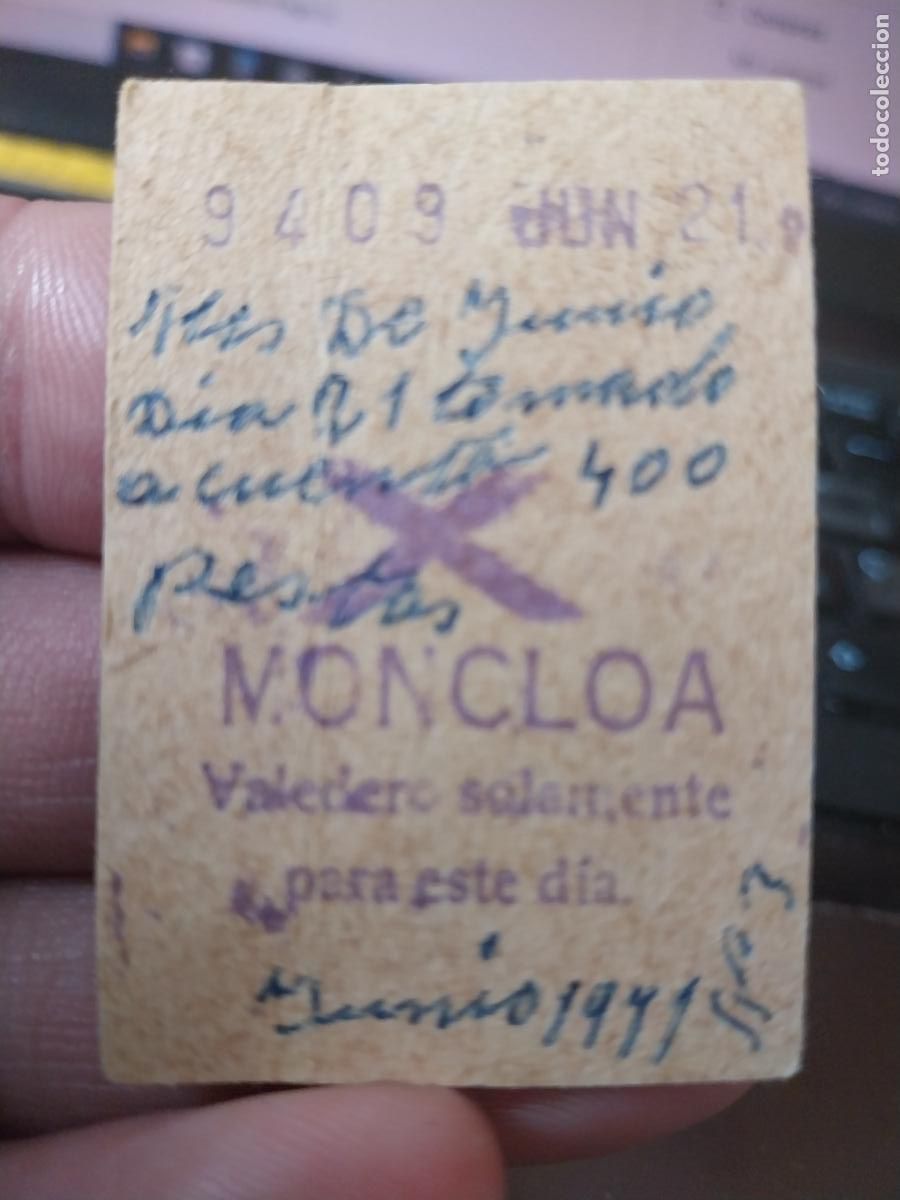 9409 JUN 21
Mes De Junio
Dia 21 tomado
a cuenta 400
pesetas
X
MONCLOA
Valedero solamente
para este día.
Junio 1971
todocoleccion